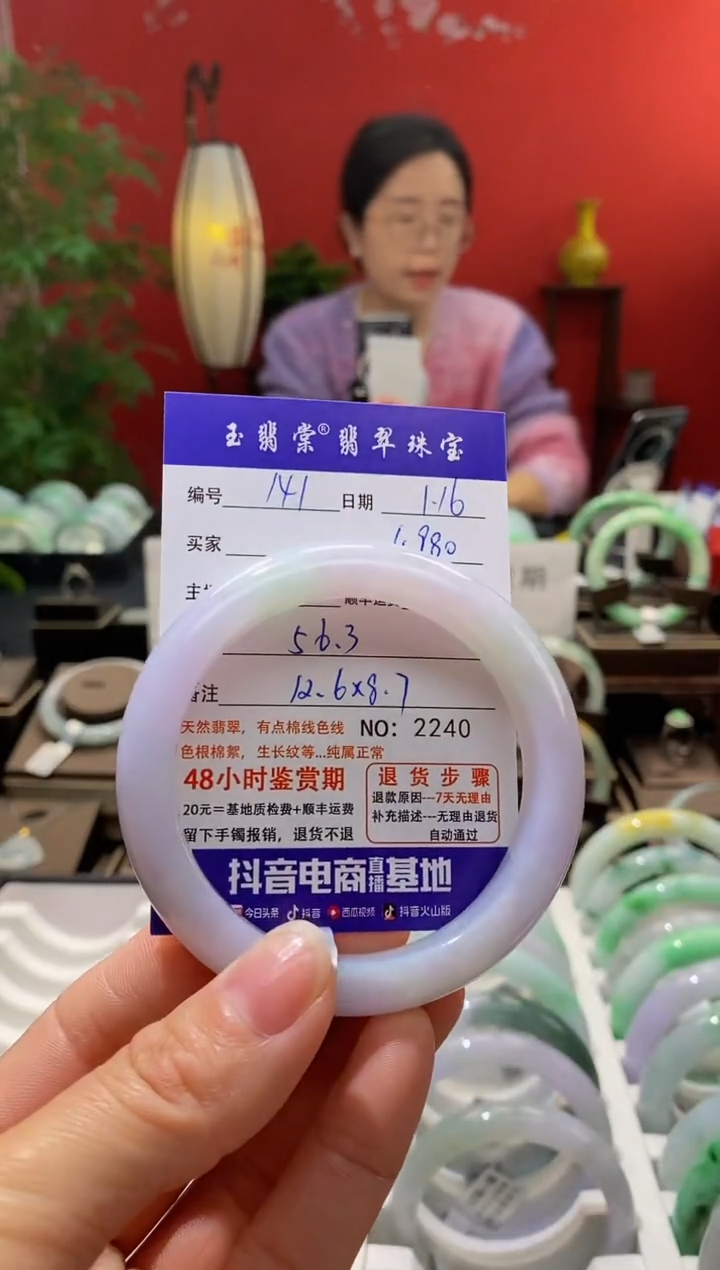 玉翡棠®翡翠珠宝
编号 141 日期 1.16
买家 1.980
主
56.3
备注 12.6x8.7
天然翡翠，有点棉线色线 NO: 2240
色根棉絮，生长纹等...纯属正常
48小时鉴赏期
20元=基地质检费+顺丰运费
留下手镯报销，退货不退
退货步骤
退款原因---7天无理由
补充描述---无理由退货
自动通过
抖音电商直播基地
今日头条 抖音 西瓜视频 抖音火山版
期